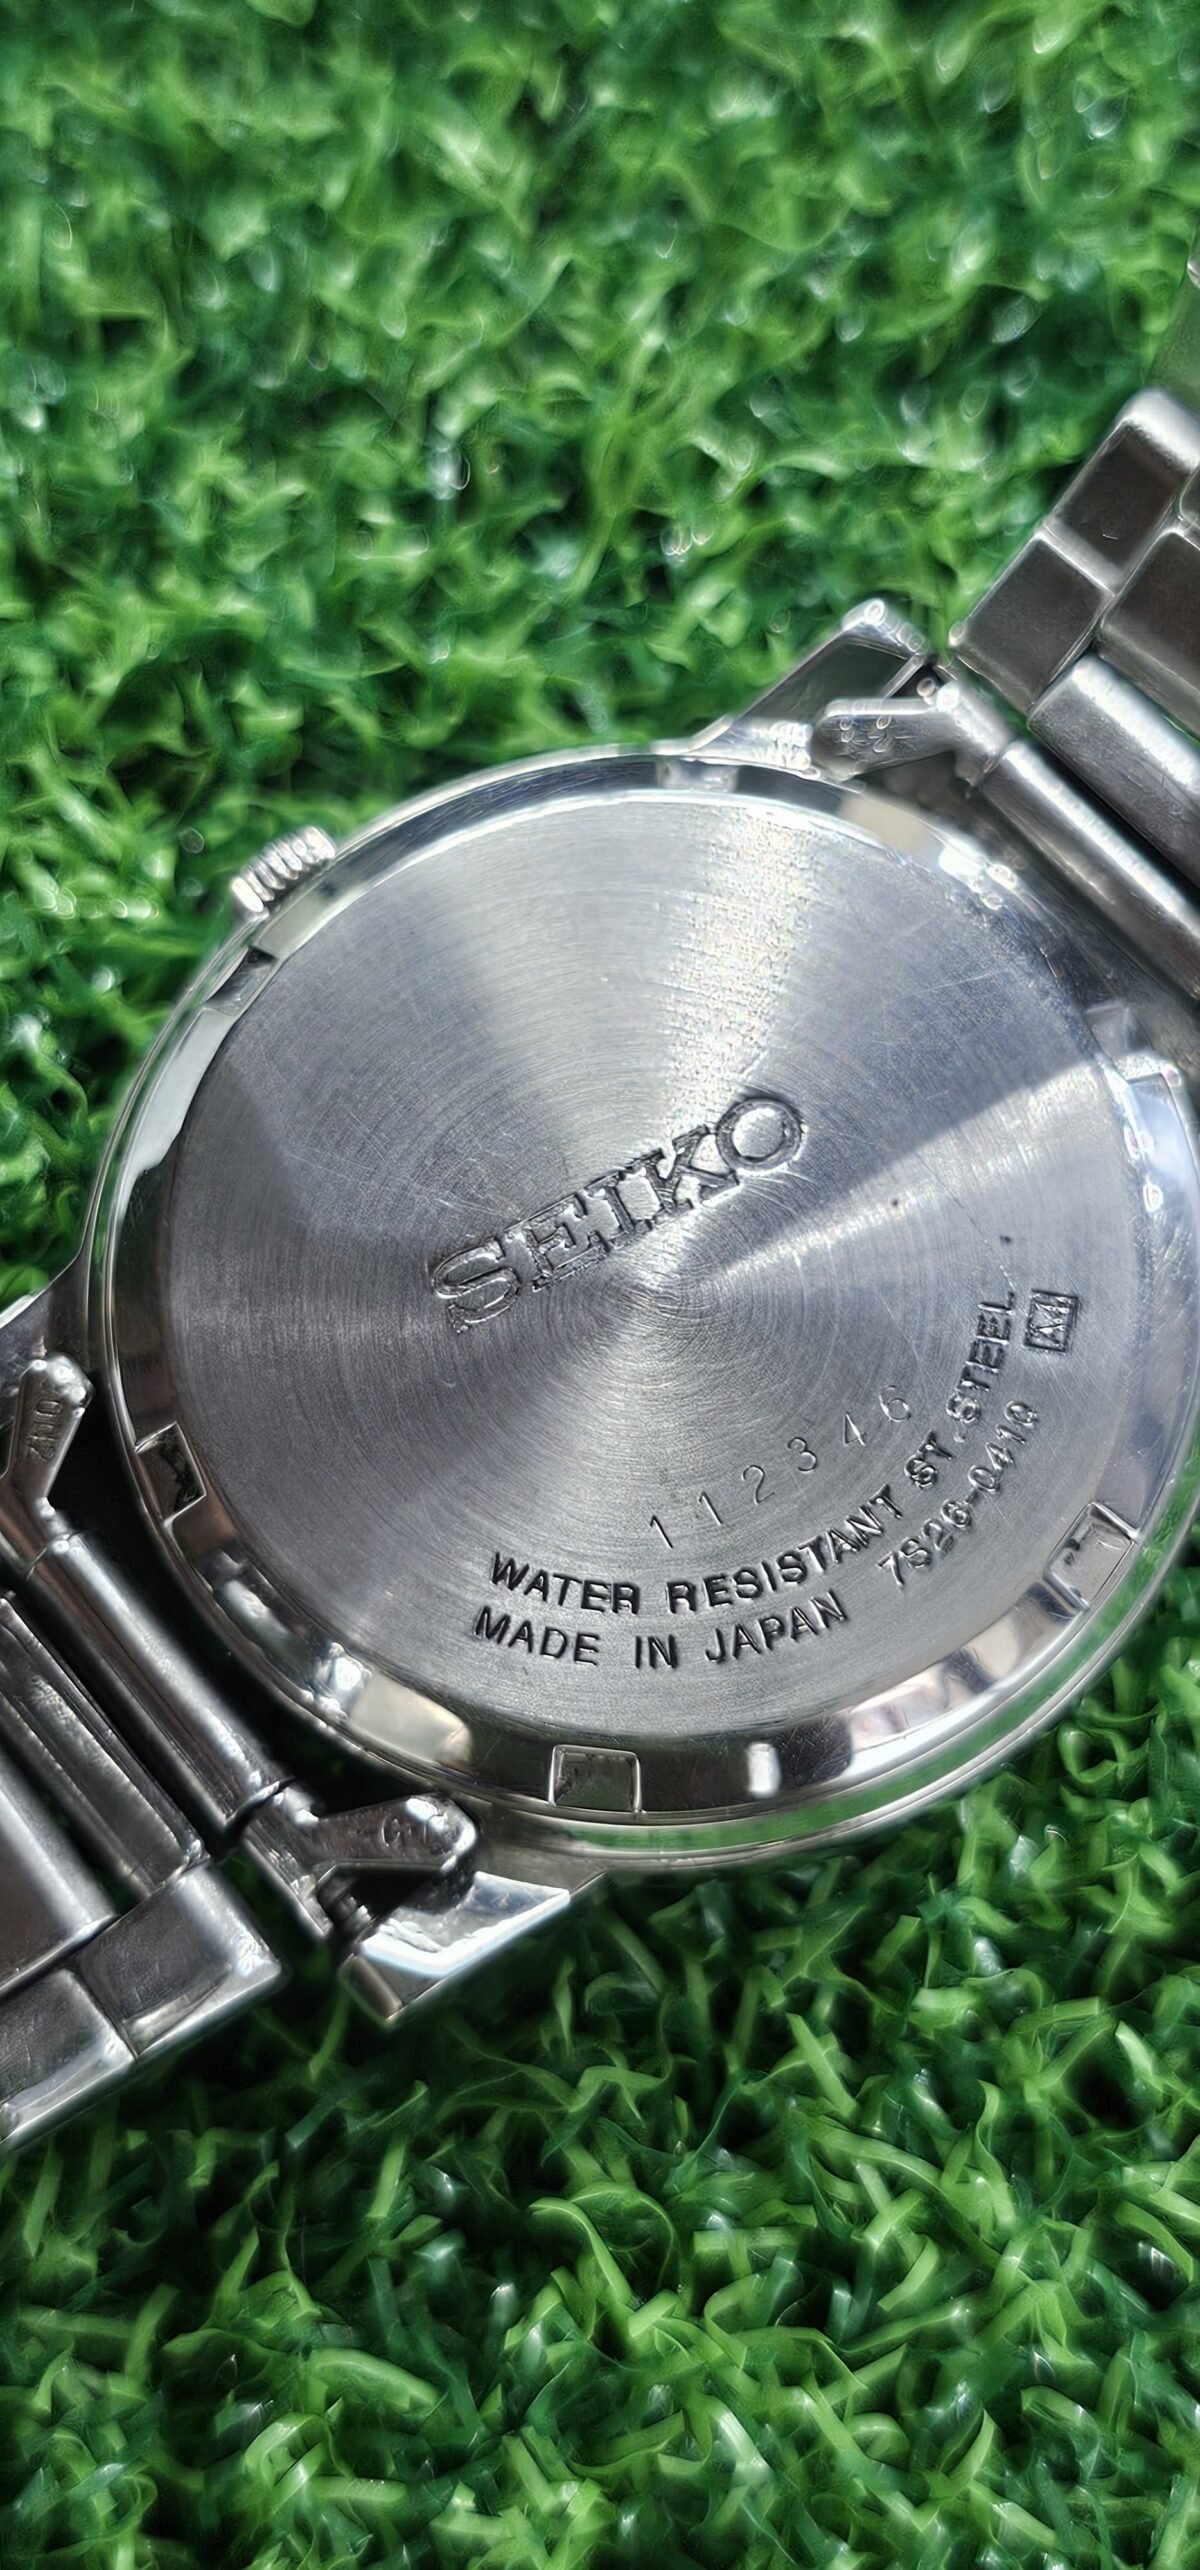 SEIKO
112346
WATER RESISTANT ST.STEEL
MADE IN JAPAN 7S26-0410 M